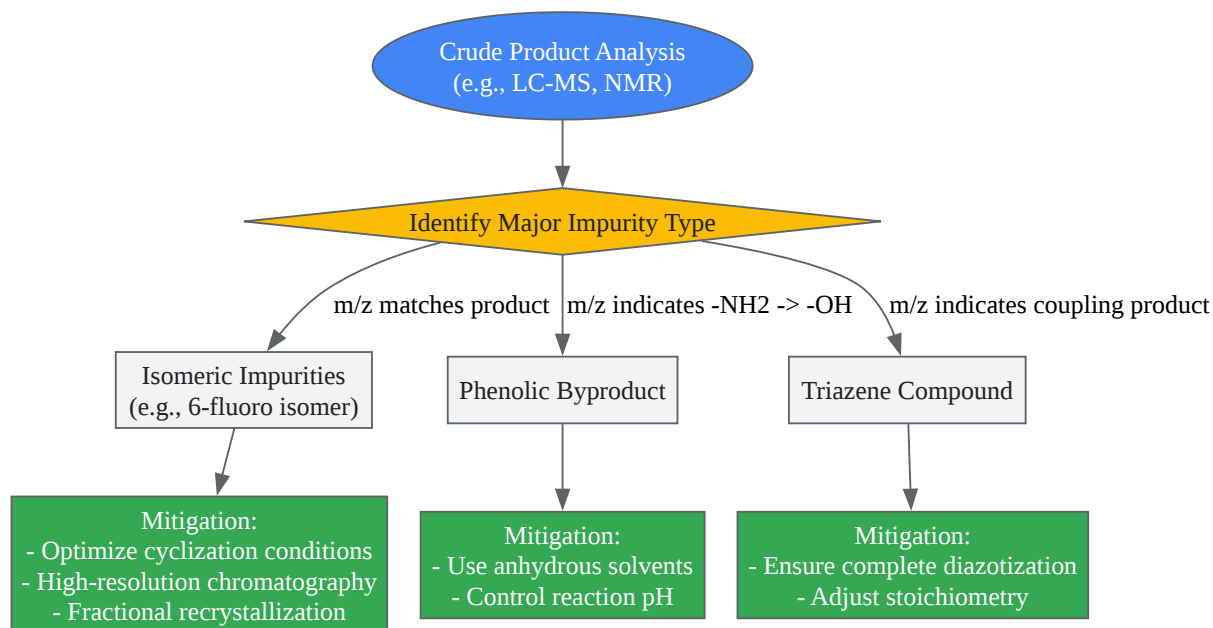 Crude Product Analysis
(e.g., LC-MS, NMR)
Identify Major Impurity Type
m/z matches product
m/z indicates -NH2 -> -OH
m/z indicates coupling product
Isomeric Impurities
(e.g., 6-fluoro isomer)
Phenolic Byproduct
Triazene Compound
Mitigation:
- Optimize cyclization conditions
- High-resolution chromatography
- Fractional recrystallization
Mitigation:
- Use anhydrous solvents
- Control reaction pH
Mitigation:
- Ensure complete diazotization
- Adjust stoichiometry